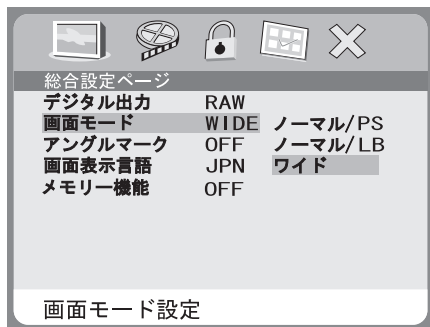 総合設定ページ
デジタル出力 RAW
画面モード WIDE ノーマル/PS
アングルマーク OFF ノーマル/LB
画面表示言語 JPN ワイド
メモリー機能 OFF
画面モード設定